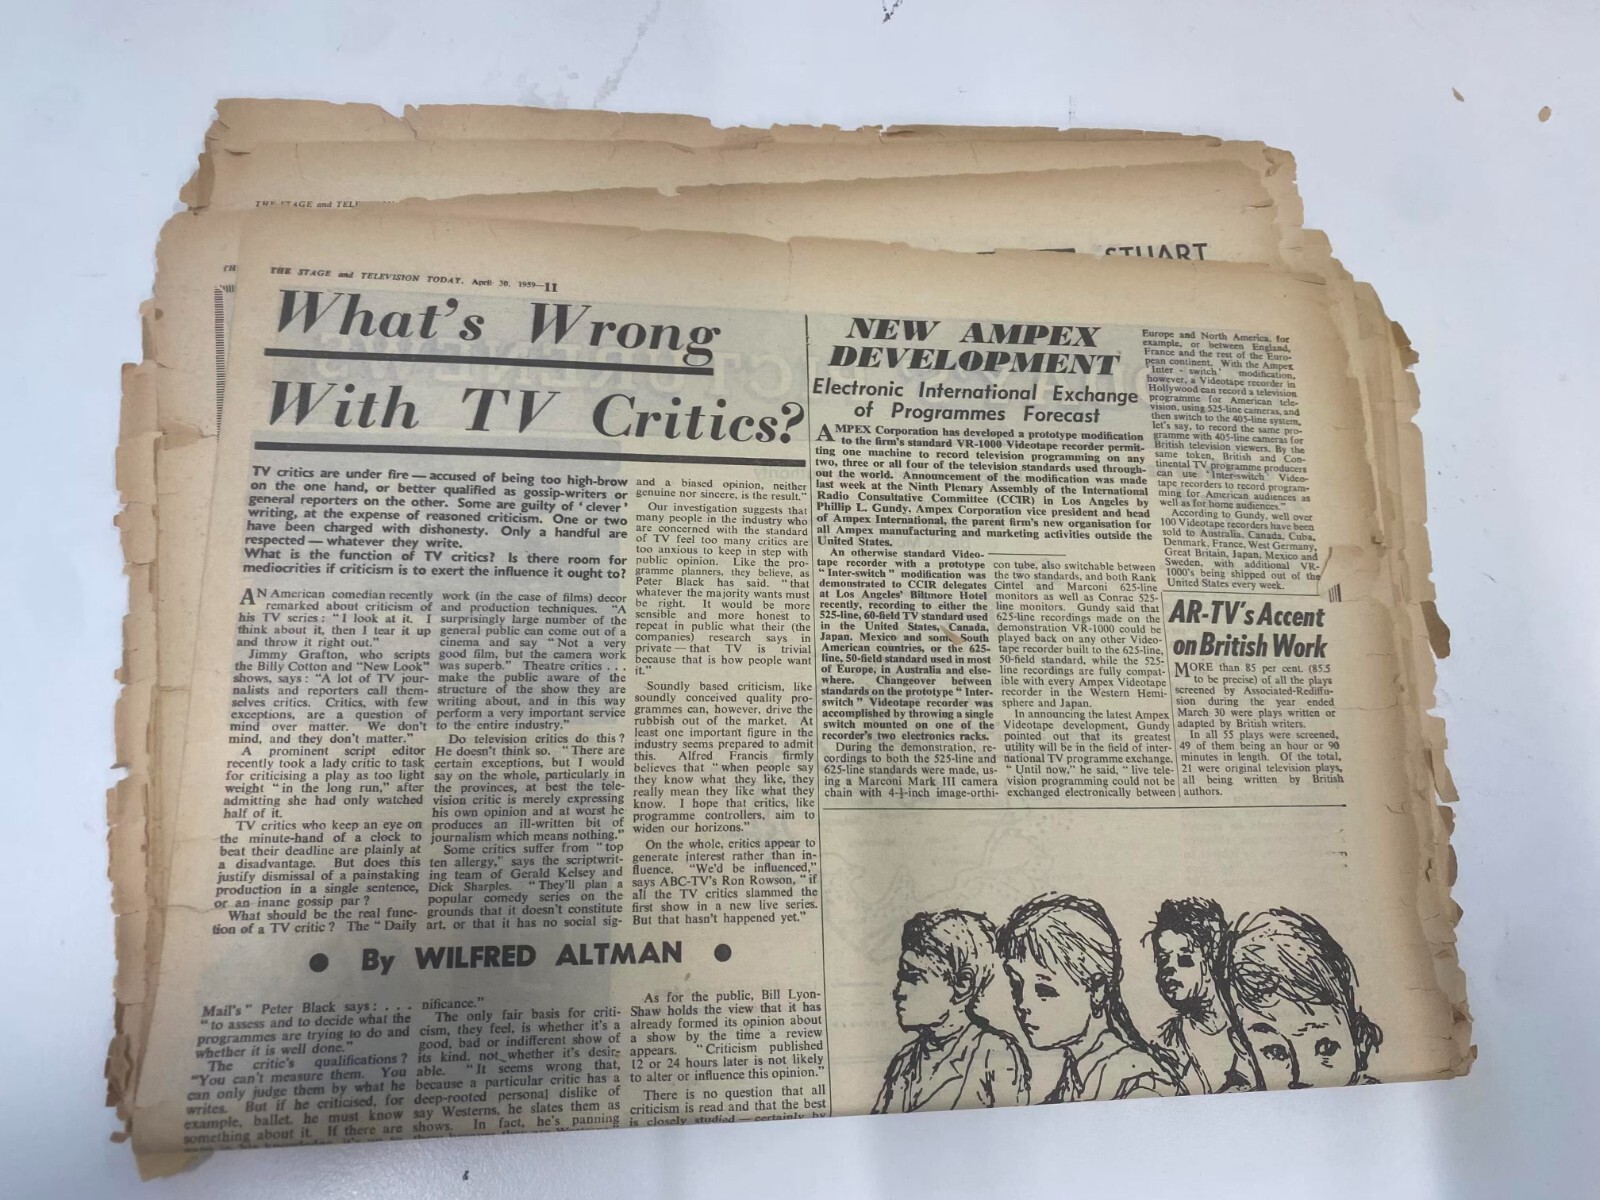 THE STAGE and
STUART
TH
THE STAGE and TELEVISION TODAY, April 30, 1959—11
What's Wrong
With TV Critics?
TV critics are under fire — accused of being too high-brow
on the one hand, or better qualified as gossip-writers or
general reporters on the other. Some are guilty of 'clever'
writing, at the expense of reasoned criticism. One or two
have been charged with dishonesty. Only a handful are
respected — whatever they write.
What is the function of TV critics? Is there room for
mediocrities if criticism is to exert the influence it ought to?
AN American comedian recently
remarked about criticism of
his TV series: "I look at it. I
think about it, then I tear it up
and throw it right out."
Jimmy Grafton, who scripts
the Billy Cotton and "New Look"
shows, says: "A lot of TV jour-
nalists and reporters call them-
selves critics. Critics, with few
exceptions, are a question of
mind over matter. We don't
mind, and they don't matter."
A prominent script editor
recently took a lady critic to task
for criticising a play as too light
weight "in the long run," after
admitting she had only watched
half of it.
TV critics who keep an eye on
the minute-hand of a clock to
beat their deadline are plainly at
a disadvantage. But does this
justify dismissal of a painstaking
production in a single sentence,
or an inane gossip par?
What should be the real func-
tion of a TV critic? The "Daily
work (in the case of films) decor
and production techniques. "A
surprisingly large number of the
general public can come out of a
cinema and say "Not a very
good film, but the camera work
was superb." Theatre critics . . .
make the public aware of the
structure of the show they are
writing about, and in this way
perform a very important service
to the entire industry."
Do television critics do this?
He doesn't think so. "There are
certain exceptions, but I would
say on the whole, particularly in
the provinces, at best the tele-
vision critic is merely expressing
his own opinion and at worst he
produces an ill-written bit of
journalism which means nothing."
Some critics suffer from "top
ten allergy," says the scriptwrit-
ing team of Gerald Kelsey and
Dick Sharples. "They'll plan a
popular comedy series on the
grounds that it doesn't constitute
art, or that it has no social sig-
and a biased opinion, neither
genuine nor sincere, is the result."
Our investigation suggests that
many people in the industry who
are concerned with the standard
of TV feel too many critics are
too anxious to keep in step with
public opinion. Like the pro-
gramme planners, they believe, as
Peter Black has said, "that
whatever the majority wants must
be right. It would be more
sensible and more honest to
repeat in public what their (the
companies) research says in
private — that TV is trivial
because that is how people want
it."
Soundly based criticism, like
soundly conceived quality pro-
grammes can, however, drive the
rubbish out of the market. At
least one important figure in the
industry seems prepared to admit
this. Alfred Francis firmly
believes that "when people say
they know what they like, they
really mean they like what they
know. I hope that critics, like
programme controllers, aim to
widen our horizons."
On the whole, critics appear to
generate interest rather than in-
fluence. "We'd be influenced,"
says ABC-TV's Ron Rowson, "if
all the TV critics slammed the
first show in a new live series.
But that hasn't happened yet."
● By WILFRED ALTMAN ●
Mail's" Peter Black says: . . .
"to assess and to decide what the
programmes are trying to do and
whether it is well done."
The critic's qualifications?
"You can't measure them. You
can only judge them by what he
writes. But if he criticised, for
example, ballet, he must know
something about it. If there are
nificance."
The only fair basis for criti-
cism, they feel, is whether it's a
good, bad or indifferent show of
its kind, not whether it's desir-
able. "It seems wrong that,
because a particular critic has a
deep-rooted personal dislike of
say Westerns, he slates them as
shows. In fact, he's panning
As for the public, Bill Lyon-
Shaw holds the view that it has
already formed its opinion about
a show by the time a review
appears. "Criticism published
12 or 24 hours later is not likely
to alter or influence this opinion."
There is no question that all
criticism is read and that the best
is closely studied — certainly by
NEW AMPEX
DEVELOPMENT
Electronic International Exchange
of Programmes Forecast
AMPEX Corporation has developed a prototype modification
to the firm's standard VR-1000 Videotape recorder permit-
ting one machine to record television programming on any
two, three or all four of the television standards used through-
out the world. Announcement of the modification was made
last week at the Ninth Plenary Assembly of the International
Radio Consultative Committee (CCIR) in Los Angeles by
Phillip L. Gundy, Ampex Corporation vice president and head
of Ampex International, the parent firm's new organisation for
all Ampex manufacturing and marketing activities outside the
United States.
An otherwise standard Video-
tape recorder with a prototype
"Inter-switch" modification was
demonstrated to CCIR delegates
at Los Angeles' Biltmore Hotel
recently, recording to either the
525-line, 60-field TV standard used
in the United States, Canada,
Japan, Mexico and some South
American countries, or the 625-
line, 50-field standard used in most
of Europe, in Australia and else-
where. Changeover between
standards on the prototype "Inter-
switch" Videotape recorder was
accomplished by throwing a single
switch mounted on one of the
recorder's two electronics racks.
During the demonstration, re-
cordings to both the 525-line and
625-line standards were made, us-
ing a Marconi Mark III camera
chain with 4-½-inch image-orthi-
con tube, also switchable between
the two standards, and both Rank
Cintel and Marconi 625-line
monitors as well as Conrac 525-
line monitors. Gundy said that
625-line recordings made on the
demonstration VR-1000 could be
played back on any other Video-
tape recorder built to the 625-line,
50-field standard, while the 525-
line recordings are fully compat-
ible with every Ampex Videotape
recorder in the Western Hemi-
sphere and Japan.
In announcing the latest Ampex
Videotape development, Gundy
pointed out that its greatest
utility will be in the field of inter-
national TV programme exchange.
"Until now," he said, "live tele-
vision programming could not be
exchanged electronically between
Europe and North America, for
example, or between England,
France and the rest of the Euro-
pean continent. With the Ampex
'Inter-switch' modification,
however, a Videotape recorder in
Hollywood can record a television
programme for American tele-
vision, using 525-line cameras, and
then switch to the 405-line system,
let's say, to record the same pro-
gramme with 405-line cameras for
British television viewers. By the
same token, British and Con-
tinental TV programme producers
can use 'Inter-switch' Video-
tape recorders to record program-
ming for American audiences as
well as for home audiences."
According to Gundy, well over
100 Videotape recorders have been
sold to Australia, Canada, Cuba,
Denmark, France, West Germany,
Great Britain, Japan, Mexico and
Sweden, with additional VR-
1000's being shipped out of the
United States every week.
AR-TV's Accent
on British Work
MORE than 85 per cent. (85.5
to be precise) of all the plays
screened by Associated-Rediffu-
sion during the year ended
March 30 were plays written or
adapted by British writers.
In all 55 plays were screened,
49 of them being an hour or 90
minutes in length. Of the total,
21 were original television plays,
all being written by British
authors.